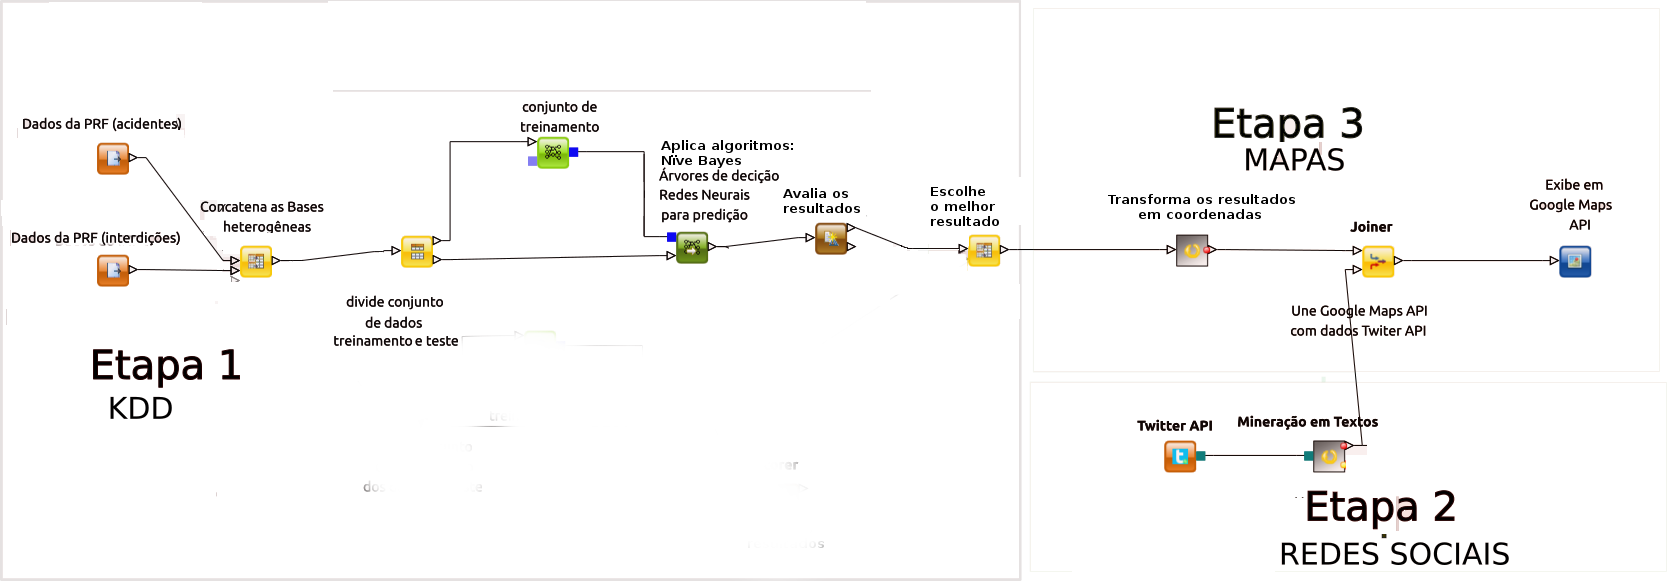 Dados da PRF (acidentes)
Dados da PRF (interdições)
Concatena as Bases
heterogêneas
Etapa 1
KDD
divide conjunto
de dados
treinamento e teste
conjunto de
treinamento
Aplica algoritmos:
Nïve Bayes
Árvores de decição
Redes Neurais
para predição
Avalia os
resultados
Escolhe
o melhor
resultado
Etapa 3
MAPAS
Transforma os resultados
em coordenadas
Joiner
Exibe em
Google Maps
API
Une Google Maps API
com dados Twiter API
Twitter API
Mineração em Textos
Etapa 2
REDES SOCIAIS